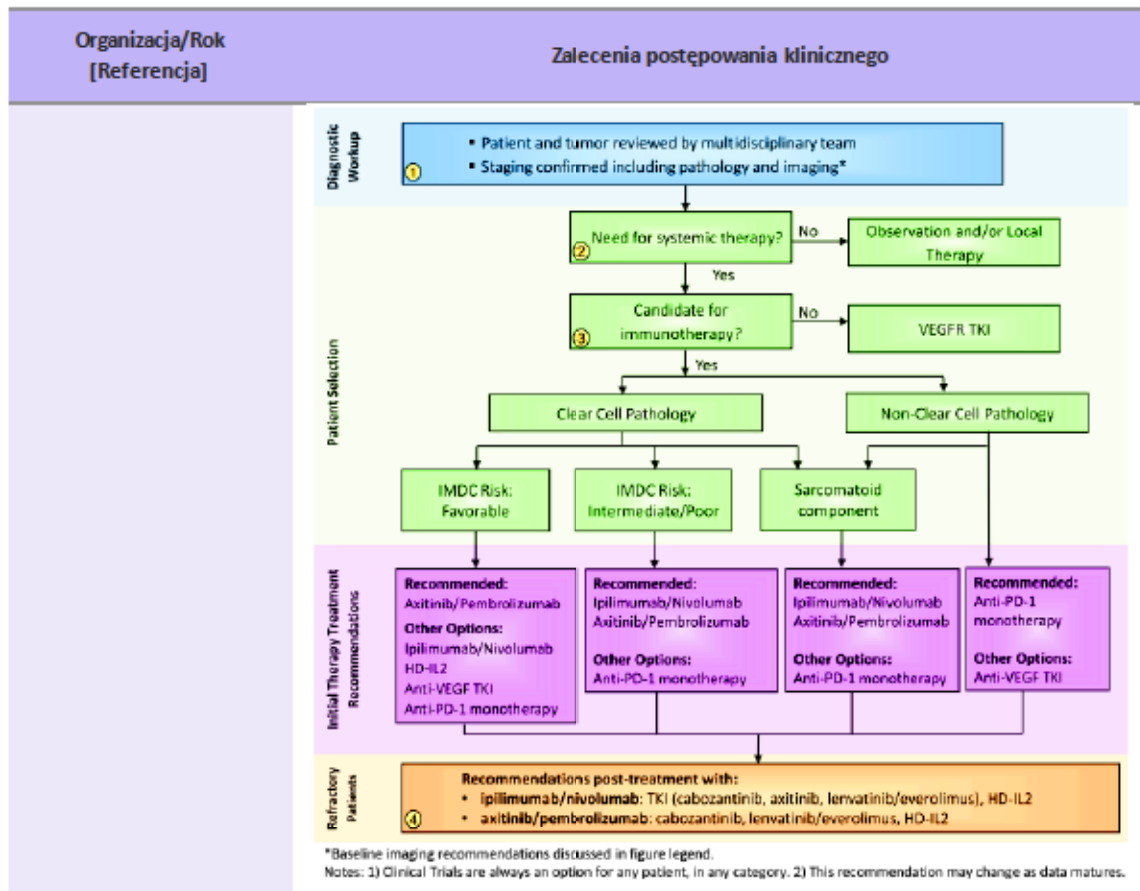 Organizacja/Rok
[Referencja]
Zalecenia postępowania klinicznego
Diagnostic
Workup
▪ Patient and tumor reviewed by multidisciplinary team
▪ Staging confirmed including pathology and imaging*
1
Patient Selection
Need for systemic therapy?
2
No
Observation and/or Local
Therapy
Yes
Candidate for
immunotherapy?
3
No
VEGFR TKI
Yes
Clear Cell Pathology
Non-Clear Cell Pathology
IMDC Risk:
Favorable
IMDC Risk:
Intermediate/Poor
Sarcomatoid
component
Initial Therapy Treatment
Recommendations
Recommended:
Axitinib/Pembrolizumab
Other Options:
Ipilimumab/Nivolumab
HD-IL2
Anti-VEGF TKI
Anti-PD-1 monotherapy
Recommended:
Ipilimumab/Nivolumab
Axitinib/Pembrolizumab
Other Options:
Anti-PD-1 monotherapy
Recommended:
Ipilimumab/Nivolumab
Axitinib/Pembrolizumab
Other Options:
Anti-PD-1 monotherapy
Recommended:
Anti-PD-1
monotherapy
Other Options:
Anti-VEGF TKI
Refractory
Patients
Recommendations post-treatment with:
• ipilimumab/nivolumab: TKI (cabozantinib, axitinib, lenvatinib/everolimus), HD-IL2
• axitinib/pembrolizumab: cabozantinib, lenvatinib/everolimus, HD-IL2
4
*Baseline imaging recommendations discussed in figure legend.
Notes: 1) Clinical Trials are always an option for any patient, in any category. 2) This recommendation may change as data matures.